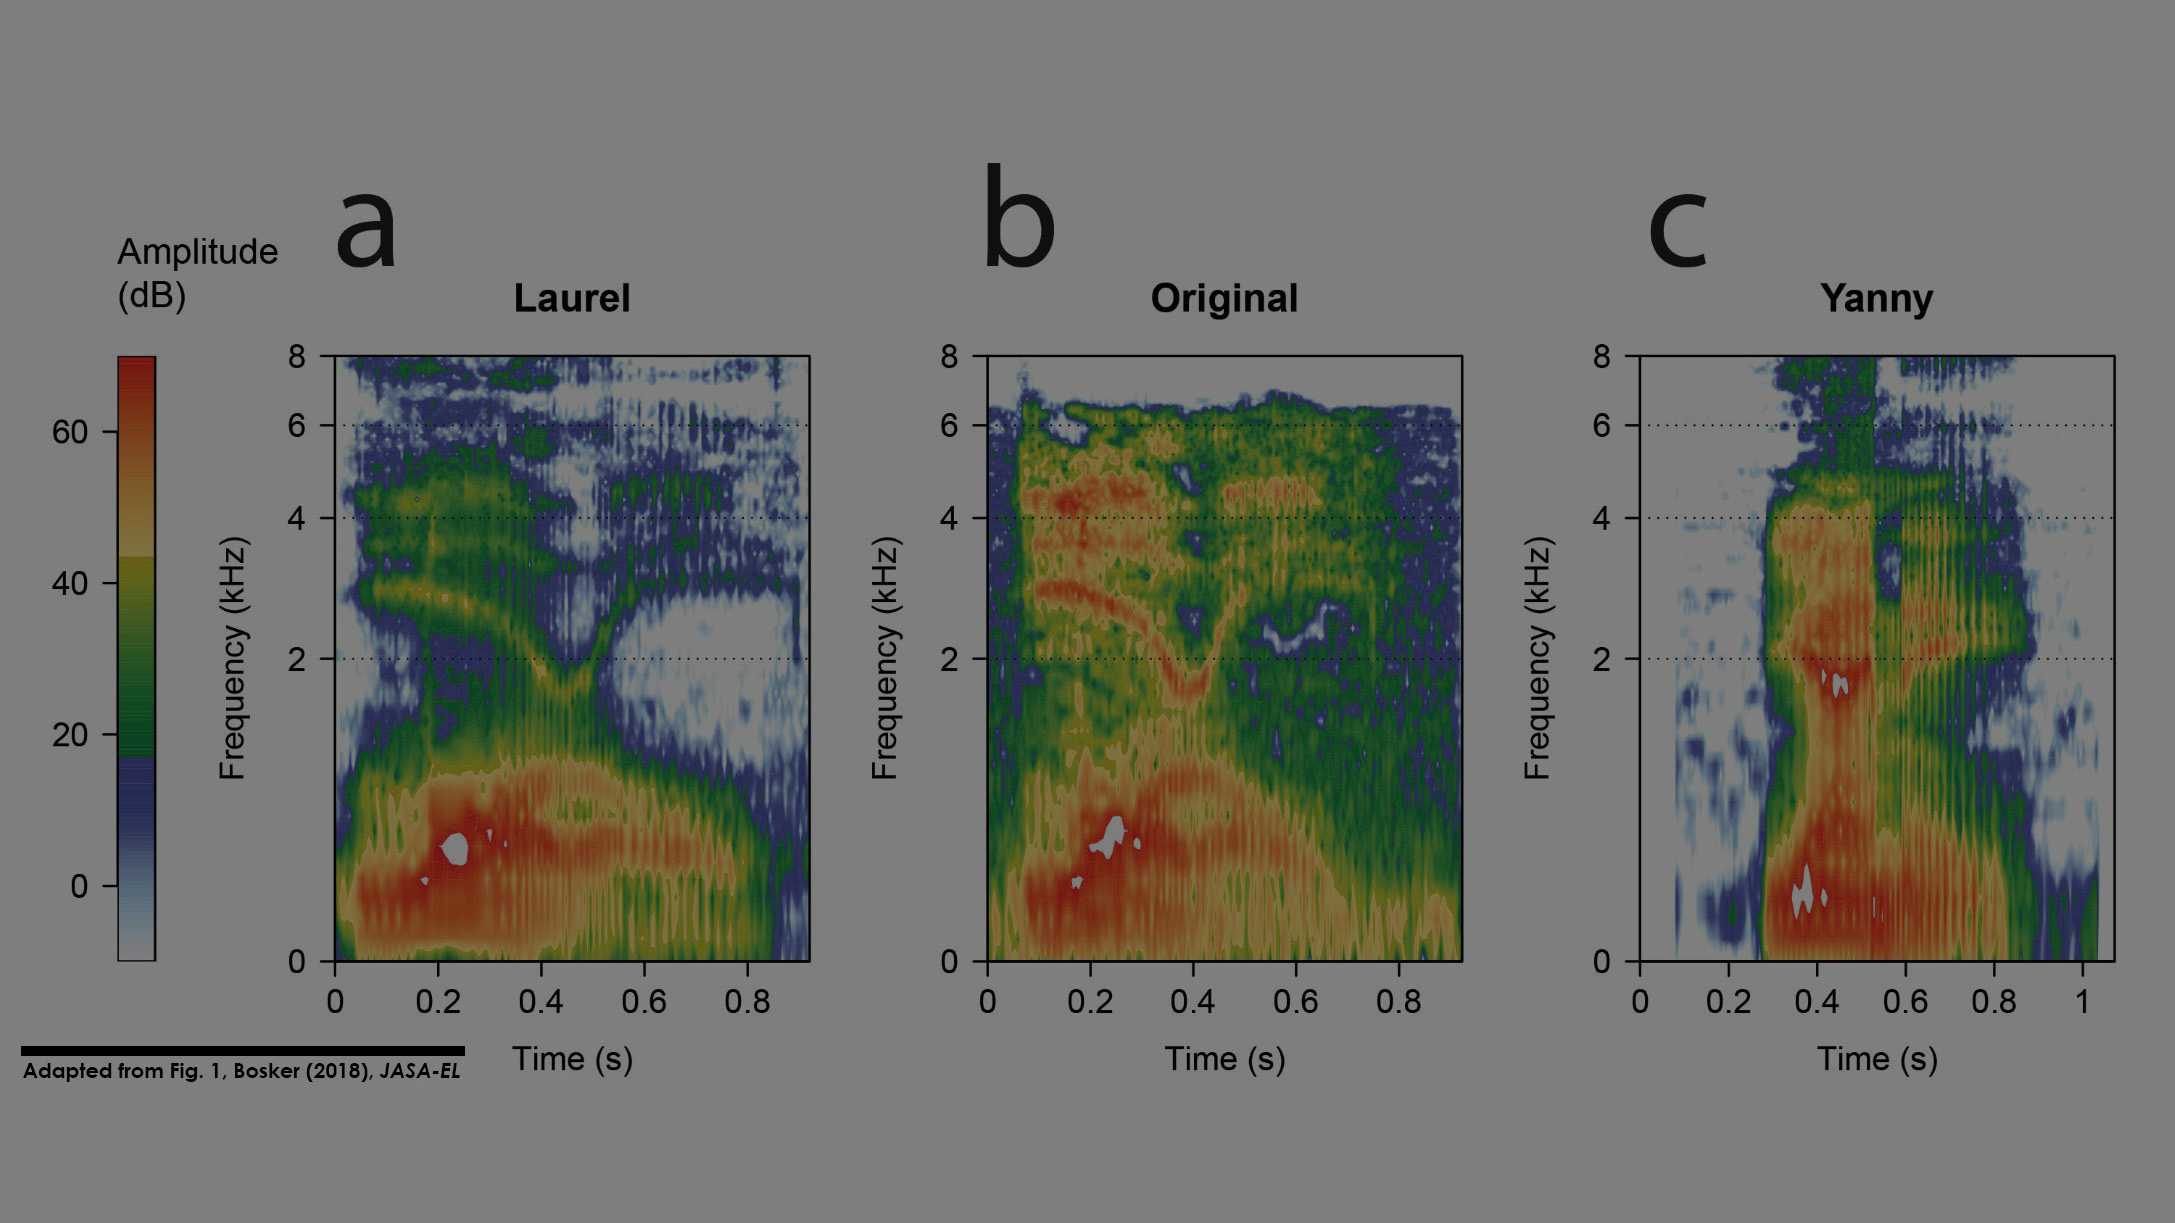 a
b
c
Amplitude
(dB)
60
40
20
0
Laurel
Frequency (kHz)
8
6
4
2
0
0 0.2 0.4 0.6 0.8
Time (s)
Original
Frequency (kHz)
8
6
4
2
0
0 0.2 0.4 0.6 0.8
Time (s)
Yanny
Frequency (kHz)
8
6
4
2
0
0 0.2 0.4 0.6 0.8 1
Time (s)
Adapted from Fig. 1, Bosker (2018), JASA-EL